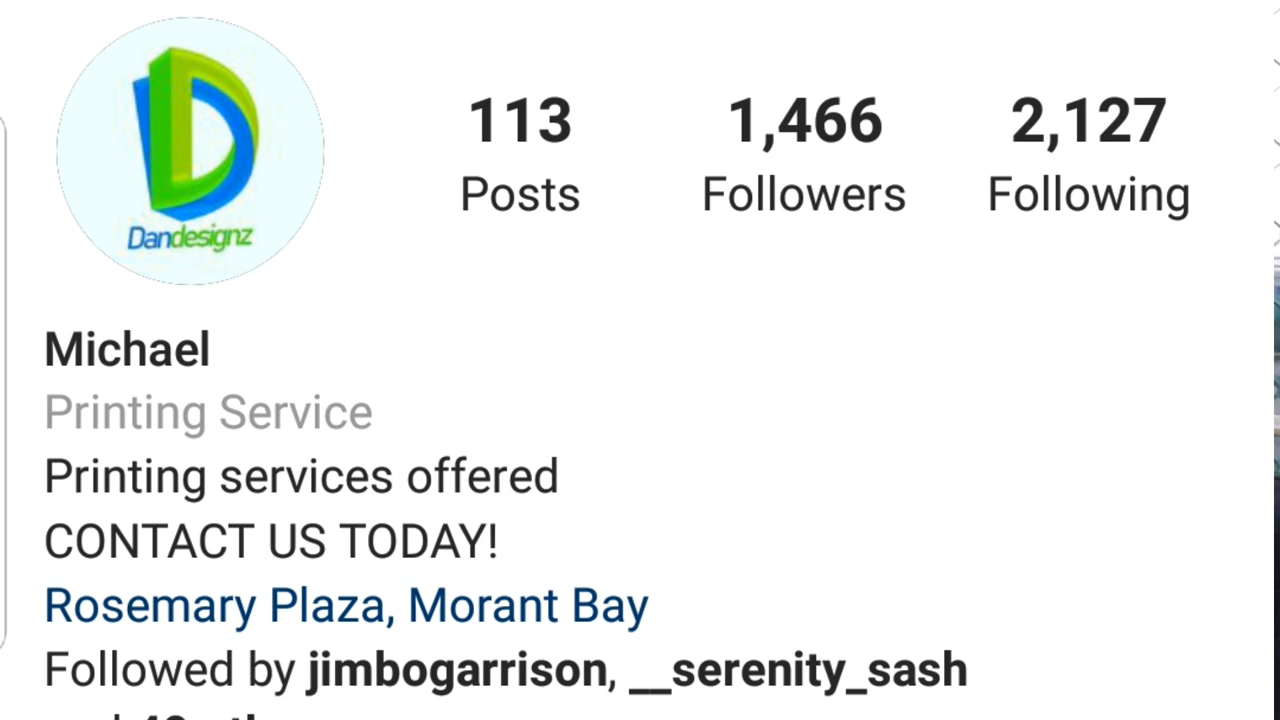 Dandesignz
113 1,466 2,127
Posts Followers Following
Michael
Printing Service
Printing services offered
CONTACT US TODAY!
Rosemary Plaza, Morant Bay
Followed by jimbogarrison, __serenity_sash